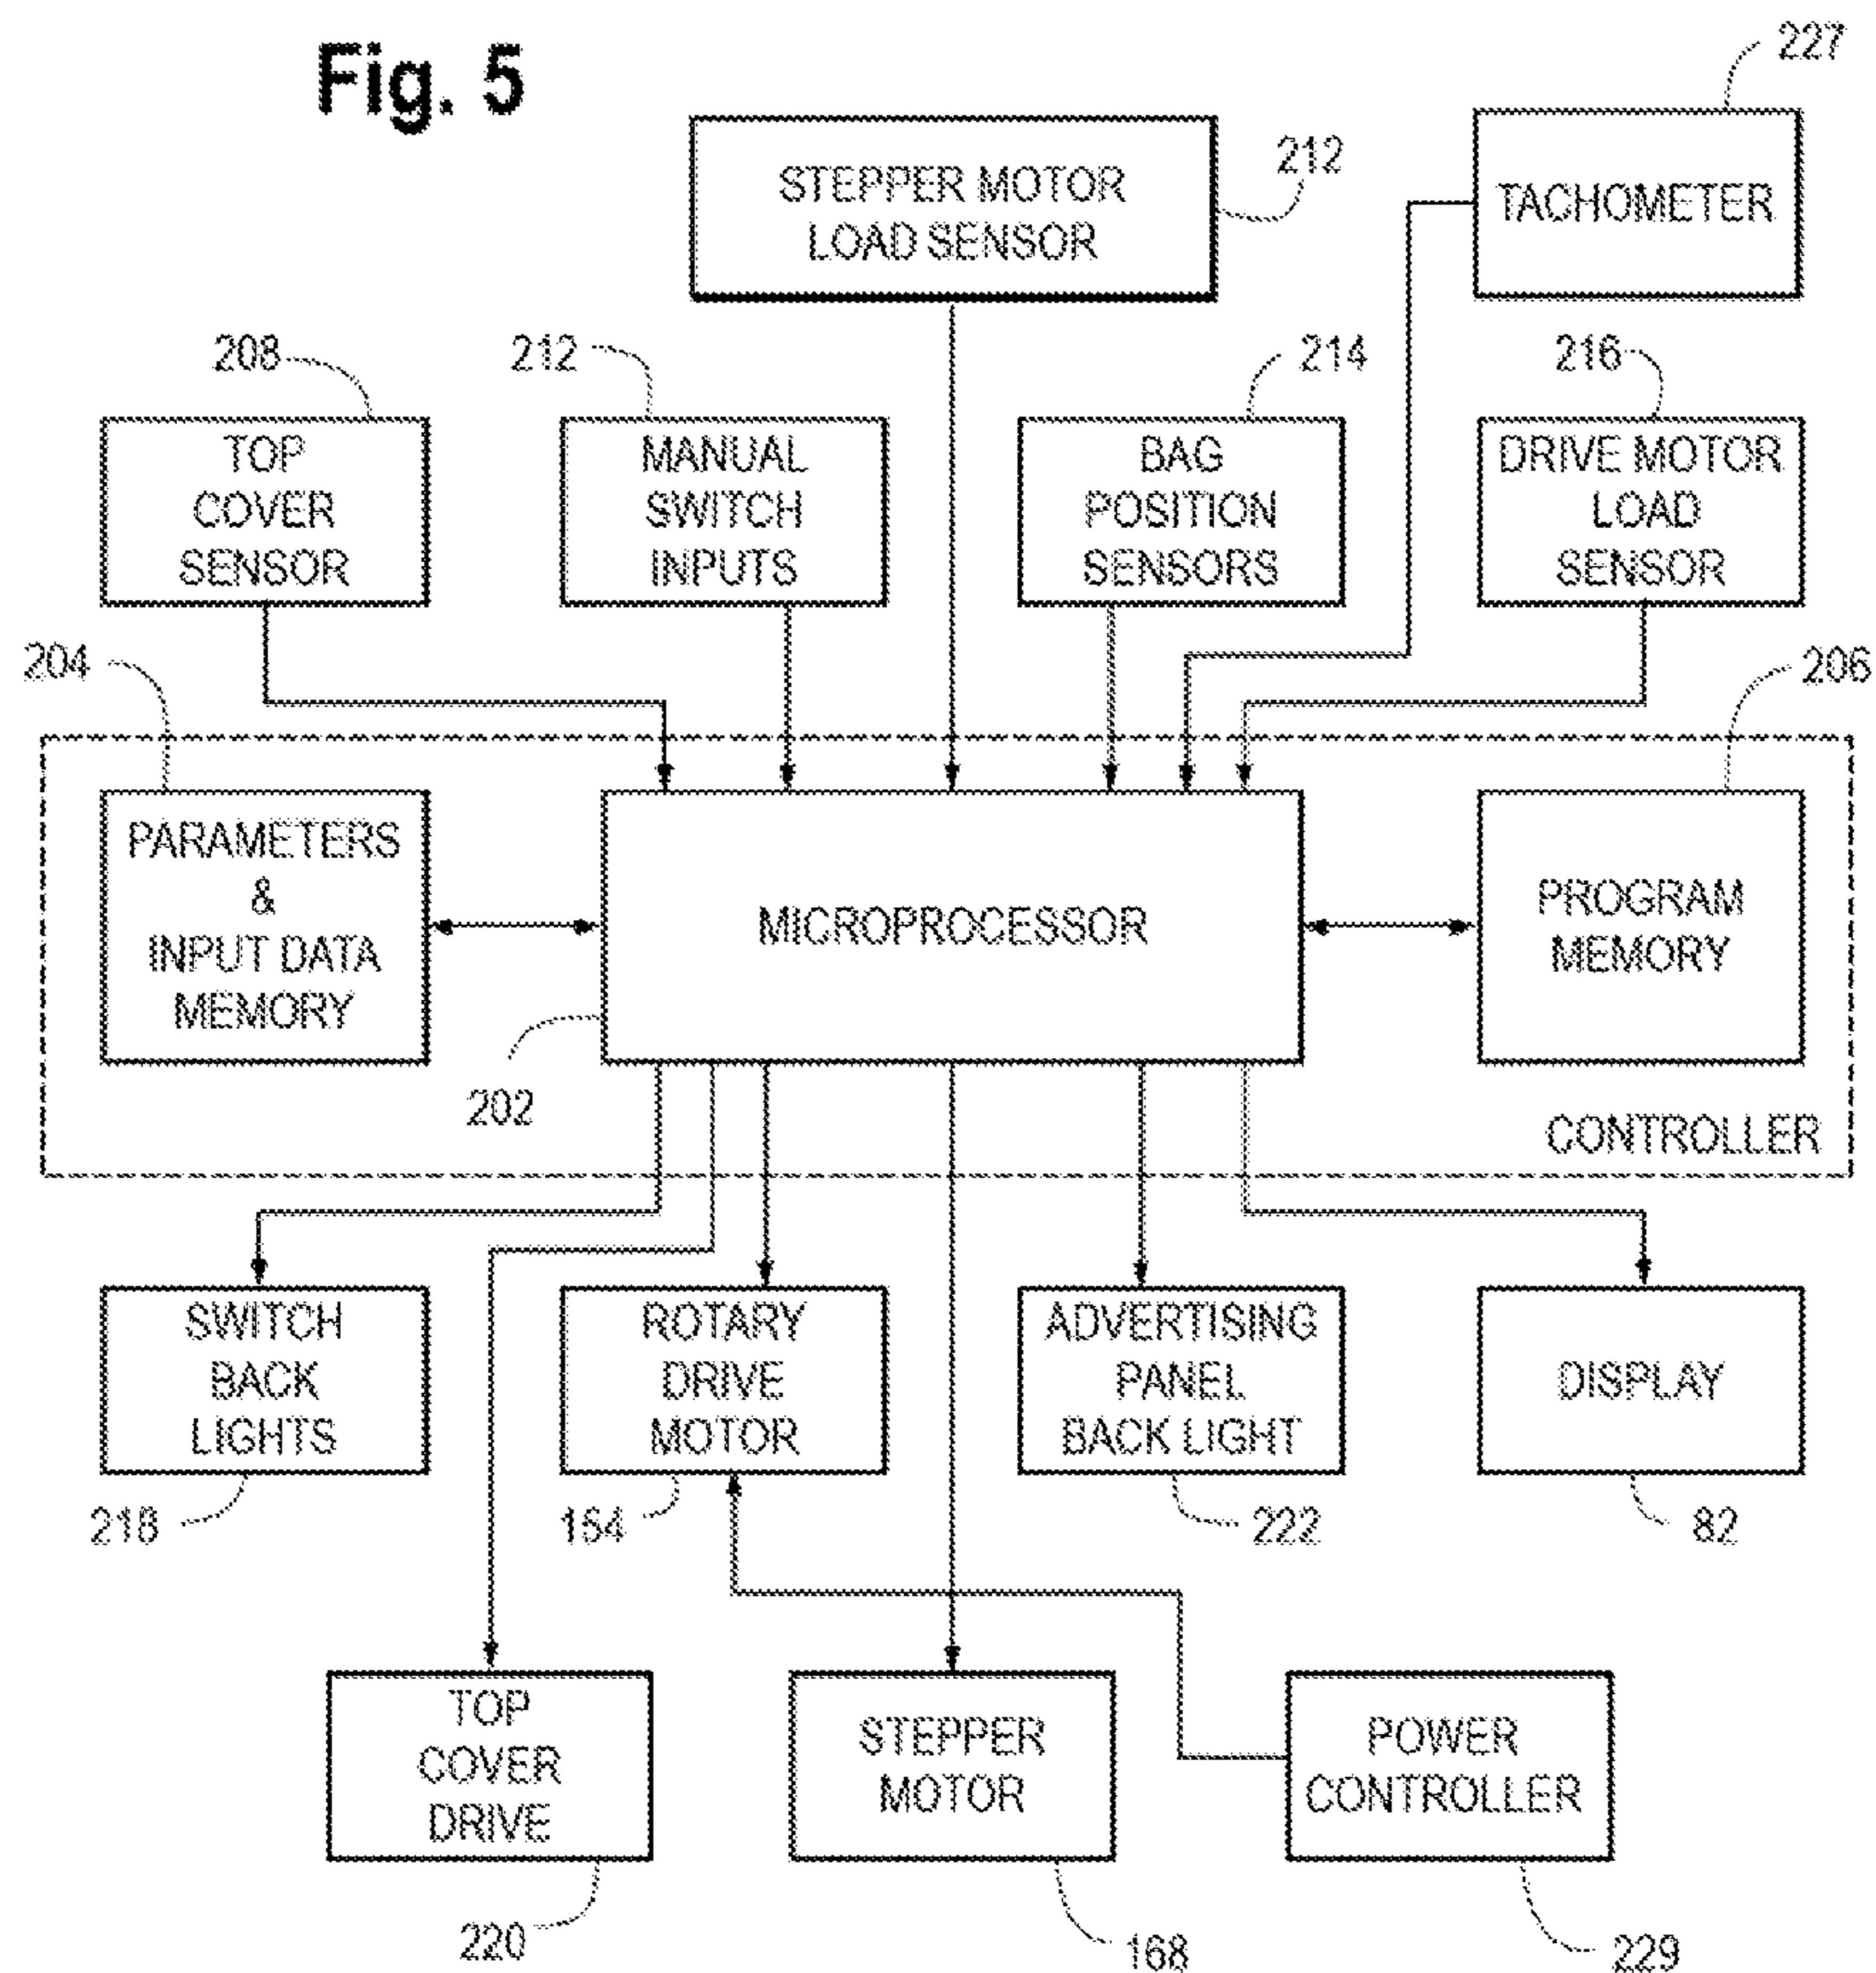 Fig. 5
227
STEPPER MOTOR
LOAD SENSOR
212
TACHOMETER
208
212
214
216
TOP
COVER
SENSOR
MANUAL
SWITCH
INPUTS
BAG
POSITION
SENSORS
DRIVE MOTOR
LOAD
SENSOR
204
206
PARAMETERS
&
INPUT DATA
MEMORY
MICROPROCESSOR
PROGRAM
MEMORY
202
CONTROLLER
SWITCH
BACK
LIGHTS
ROTARY
DRIVE
MOTOR
ADVERTISING
PANEL
BACK LIGHT
DISPLAY
218
164
222
82
TOP
COVER
DRIVE
STEPPER
MOTOR
POWER
CONTROLLER
220
168
229